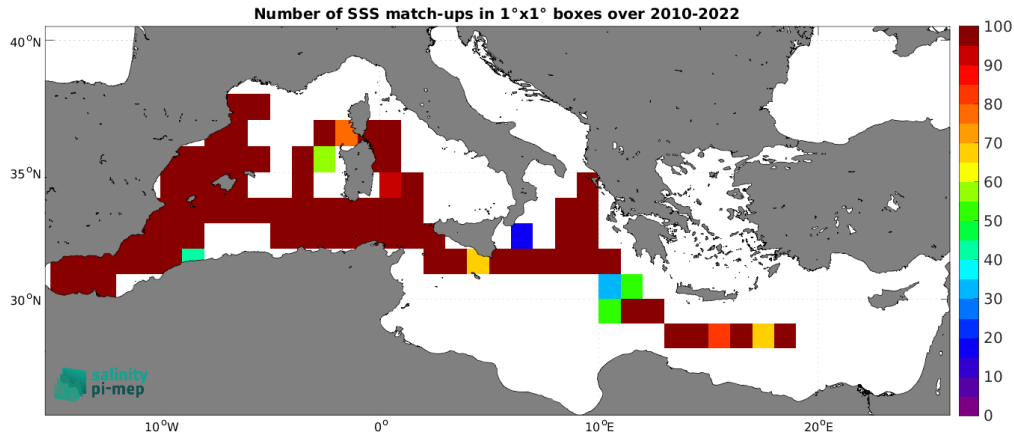 Number of SSS match-ups in 1°x1° boxes over 2010-2022
40°N
35°N
30°N
10°W
0°
10°E
20°E
100
90
80
70
60
50
40
30
20
10
0
salinity
pi-mep